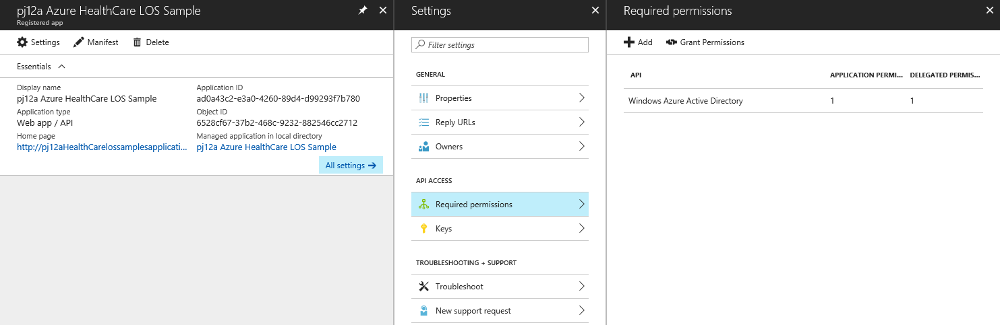 pj12a Azure HealthCare LOS Sample
Registered app
Settings Manifest Delete
Essentials
Display name
pj12a Azure HealthCare LOS Sample
Application type
Web app / API
Home page
http://pj12aHealthCarelossamplesapplicati...
Application ID
ad0a43c2-e3a0-4260-89d4-d99293f7b780
Object ID
6528cf67-37b2-468c-9232-882546cc2712
Managed application in local directory
pj12a Azure HealthCare LOS Sample
All settings
Settings
Filter settings
GENERAL
Properties
Reply URLs
Owners
API ACCESS
Required permissions
Keys
TROUBLESHOOTING + SUPPORT
Troubleshoot
New support request
Required permissions
Add Grant Permissions
API APPLICATION PERMI... DELEGATED PERMIS...
Windows Azure Active Directory 1 1